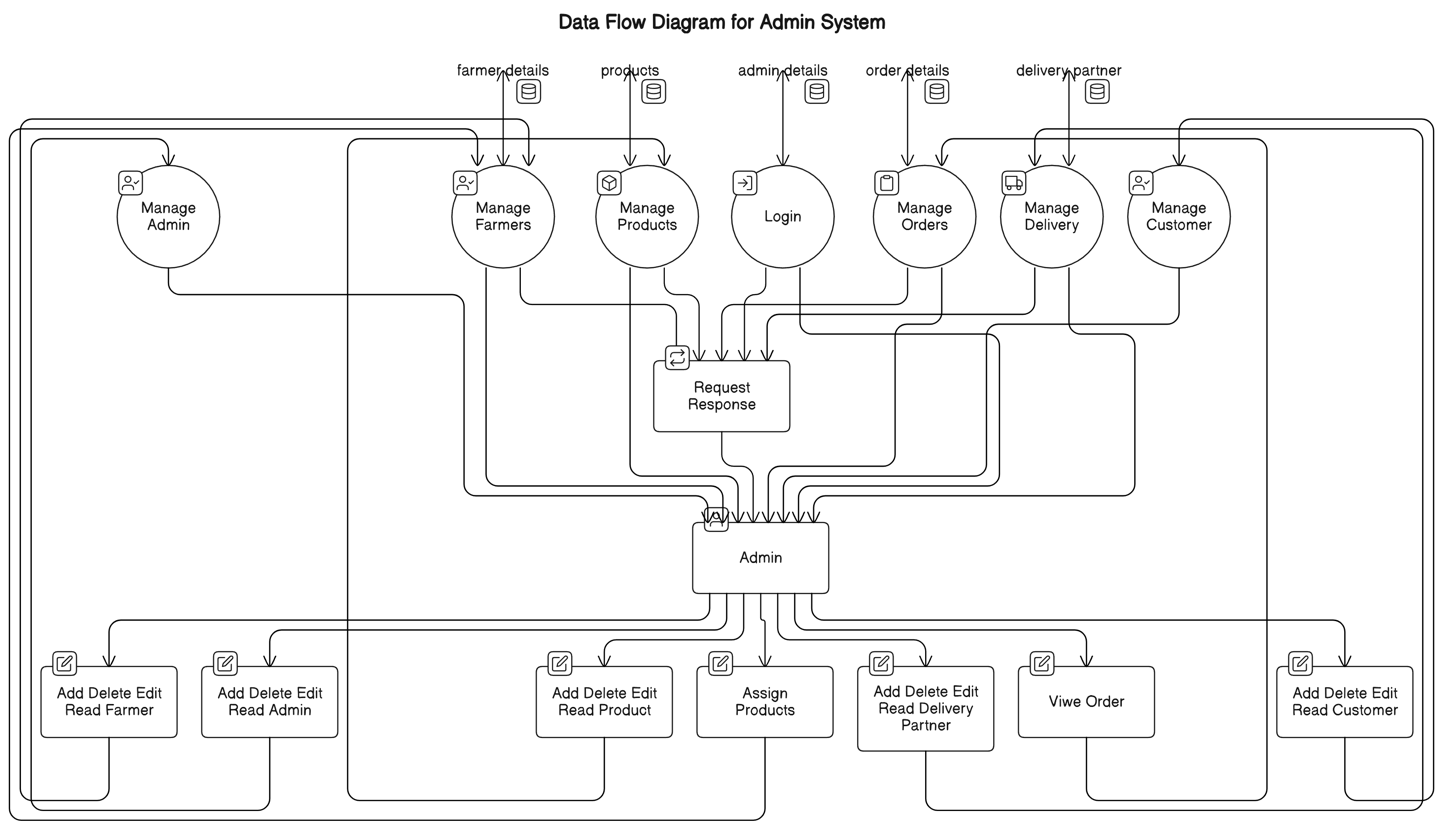 Data Flow Diagram for Admin System
farmer details
products
admin details
order details
delivery partner
Manage
Admin
Manage
Farmers
Manage
Products
Login
Manage
Orders
Manage
Delivery
Manage
Customer
Request
Response
Admin
Add Delete Edit
Read Farmer
Add Delete Edit
Read Admin
Add Delete Edit
Read Product
Assign
Products
Add Delete Edit
Read Delivery
Partner
Viwe Order
Add Delete Edit
Read Customer